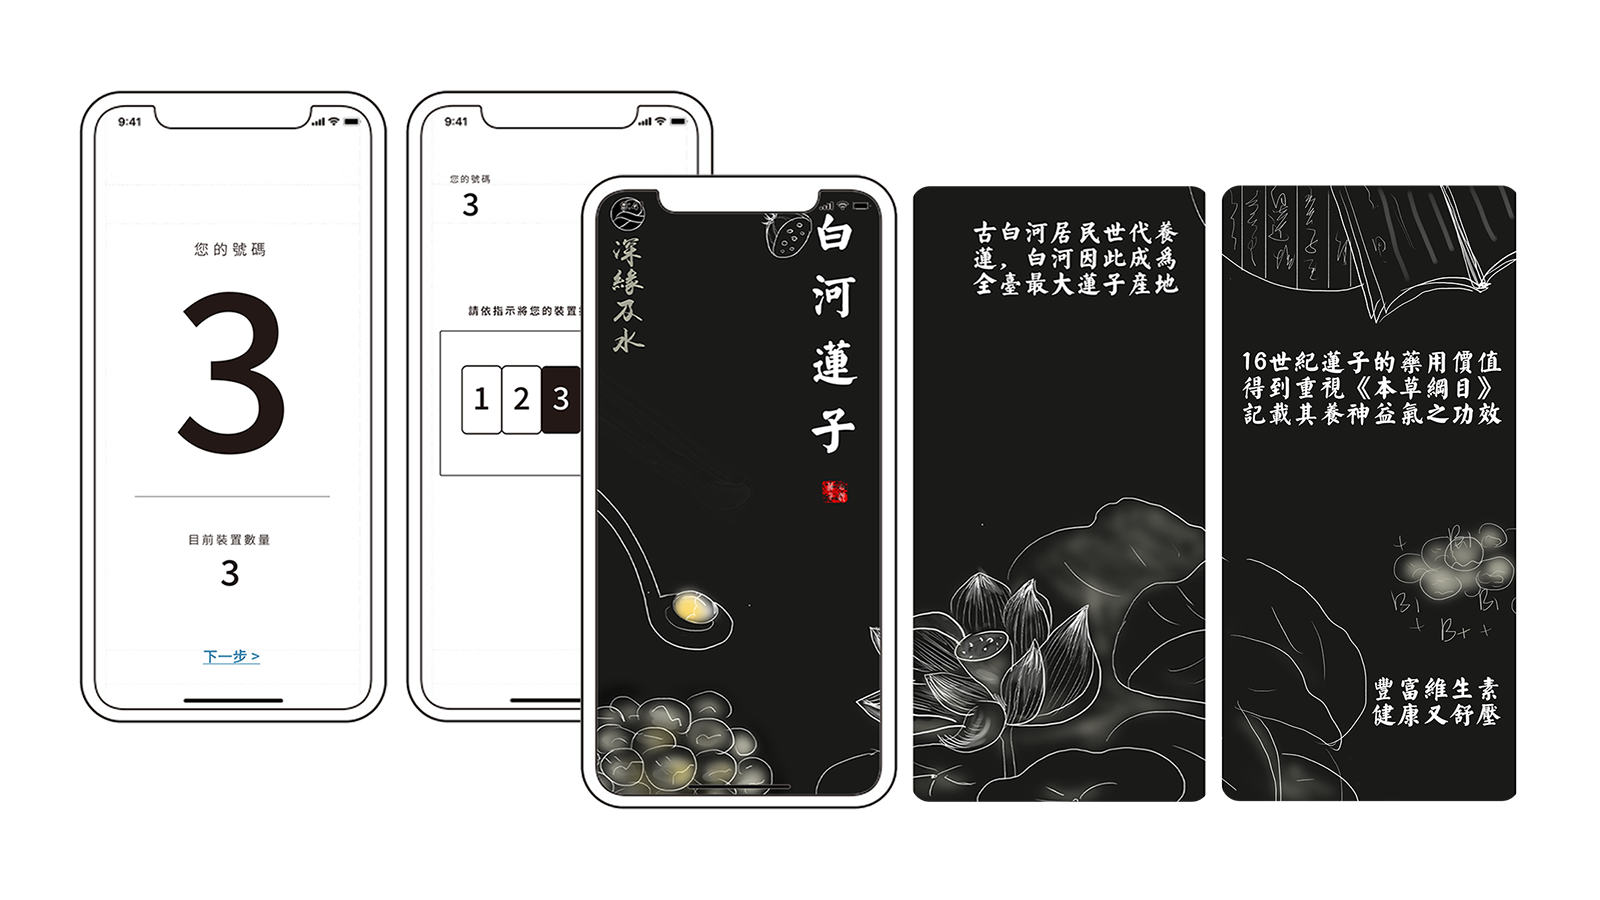 9:41
您的號碼
3
目前裝置數量
3
下一步 >
9:41
您的號碼
3
請依指示將您的裝置
1 2 3
深緣及水
白河蓮子
古白河居民世代養
蓮，白河因此成爲
全臺最大蓮子産地
16世紀蓮子的藥用價值
得到重視《本草綱目》
記載其養神益氣之功效
B1
B1
B1
B+ +
豐富維生素
健康又舒壓